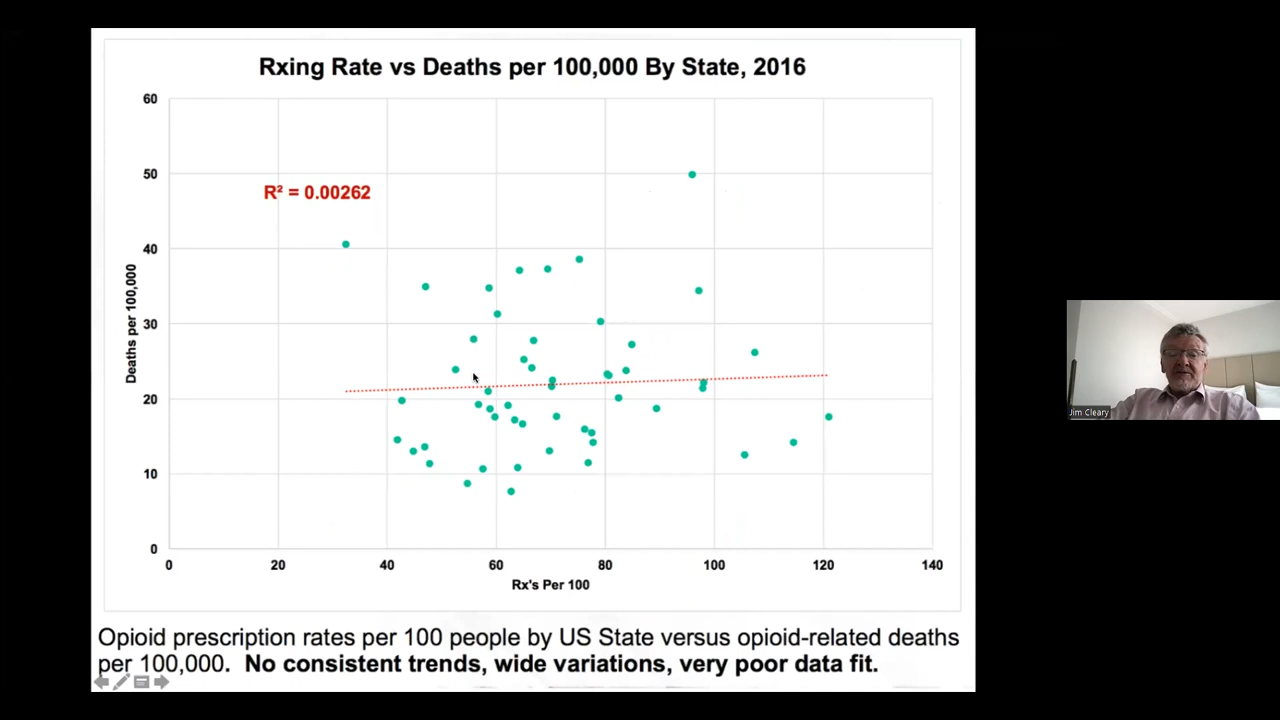 Rxing Rate vs Deaths per 100,000 By State, 2016
60
50
R² = 0.00262
40
Deaths per 100,000
30
20
10
0
0 20 40 60 80 100 120 140
Rx's Per 100
Opioid prescription rates per 100 people by US State versus opioid-related deaths
per 100,000. No consistent trends, wide variations, very poor data fit.
Jim Cleary